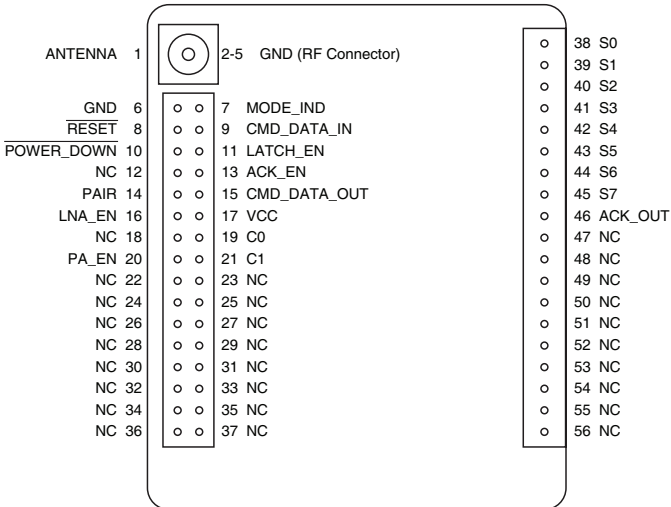 ANTENNA 1 2-5 GND (RF Connector) 38 S0
39 S1
40 S2
GND 6 7 MODE_IND 41 S3
RESET 8 9 CMD_DATA_IN 42 S4
POWER_DOWN 10 11 LATCH_EN 43 S5
NC 12 13 ACK_EN 44 S6
PAIR 14 15 CMD_DATA_OUT 45 S7
LNA_EN 16 17 VCC 46 ACK_OUT
NC 18 19 C0 47 NC
PA_EN 20 21 C1 48 NC
NC 22 23 NC 49 NC
NC 24 25 NC 50 NC
NC 26 27 NC 51 NC
NC 28 29 NC 52 NC
NC 30 31 NC 53 NC
NC 32 33 NC 54 NC
NC 34 35 NC 55 NC
NC 36 37 NC 56 NC